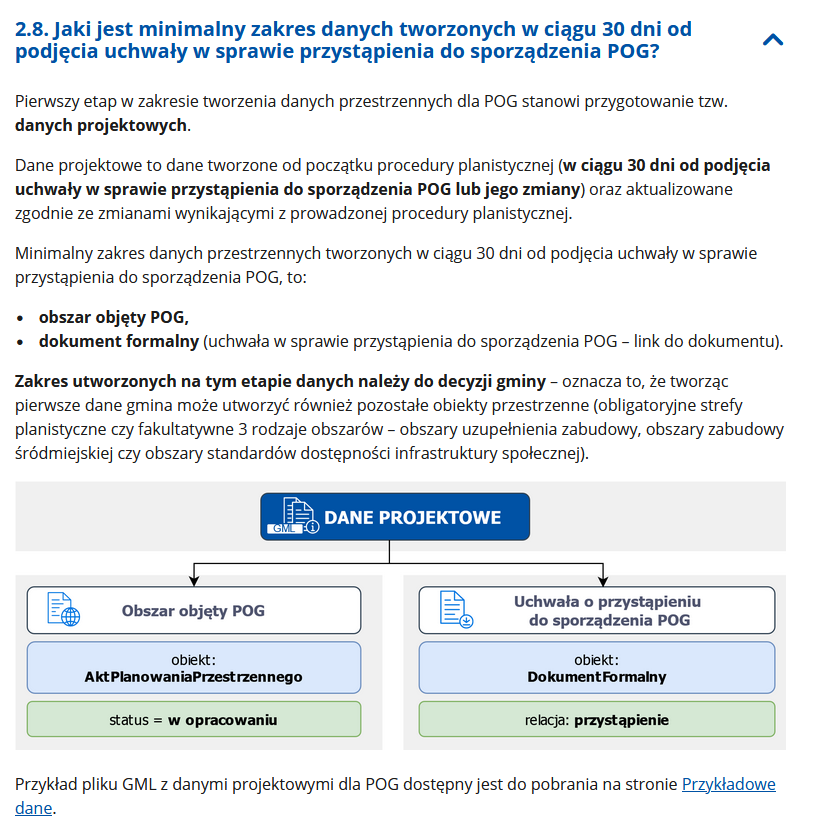 2.8. Jaki jest minimalny zakres danych tworzonych w ciągu 30 dni od
podjęcia uchwały w sprawie przystąpienia do sporządzenia POG?
Pierwszy etap w zakresie tworzenia danych przestrzennych dla POG stanowi przygotowanie tzw.
danych projektowych.
Dane projektowe to dane tworzone od początku procedury planistycznej (w ciągu 30 dni od podjęcia
uchwały w sprawie przystąpienia do sporządzenia POG lub jego zmiany) oraz aktualizowane
zgodnie ze zmianami wynikającymi z prowadzonej procedury planistycznej.
Minimalny zakres danych przestrzennych tworzonych w ciągu 30 dni od podjęcia uchwały w sprawie
przystąpienia do sporządzenia POG, to:
• obszar objęty POG,
• dokument formalny (uchwała w sprawie przystąpienia do sporządzenia POG – link do dokumentu).
Zakres utworzonych na tym etapie danych należy do decyzji gminy – oznacza to, że tworząc
pierwsze dane gmina może utworzyć również pozostałe obiekty przestrzenne (obligatoryjne strefy
planistyczne czy fakultatywne 3 rodzaje obszarów – obszary uzupełnienia zabudowy, obszary zabudowy
śródmiejskiej czy obszary standardów dostępności infrastruktury społecznej).
GML DANE PROJEKTOWE
Obszar objęty POG
obiekt:
AktPlanowaniaPrzestrzennego
status = w opracowaniu
Uchwała o przystąpieniu
do sporządzenia POG
obiekt:
DokumentFormalny
relacja: przystąpienie
Przykład pliku GML z danymi projektowymi dla POG dostępny jest do pobrania na stronie Przykładowe
dane.